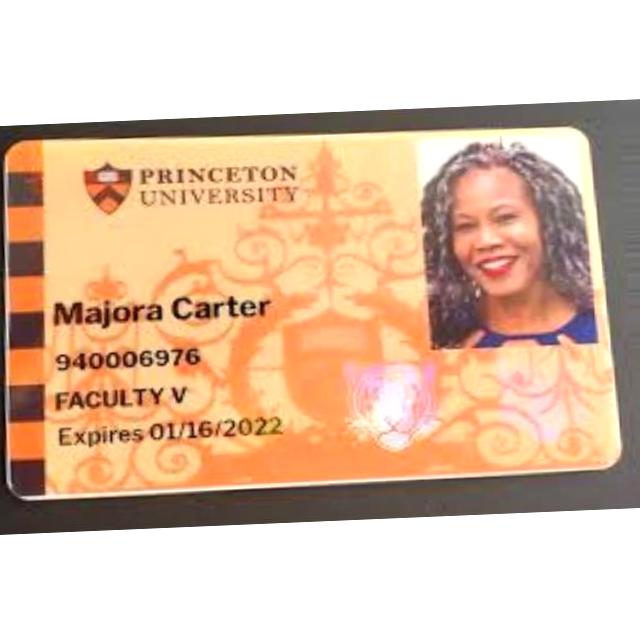 PRINCETON
UNIVERSITY
Majora Carter
940006976
FACULTY V
Expires 01/16/2022